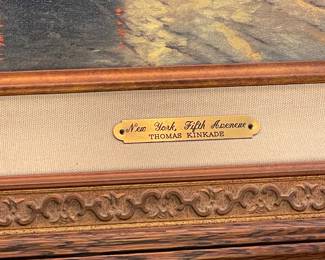 New York, Fifth Avenue
THOMAS KINKADE